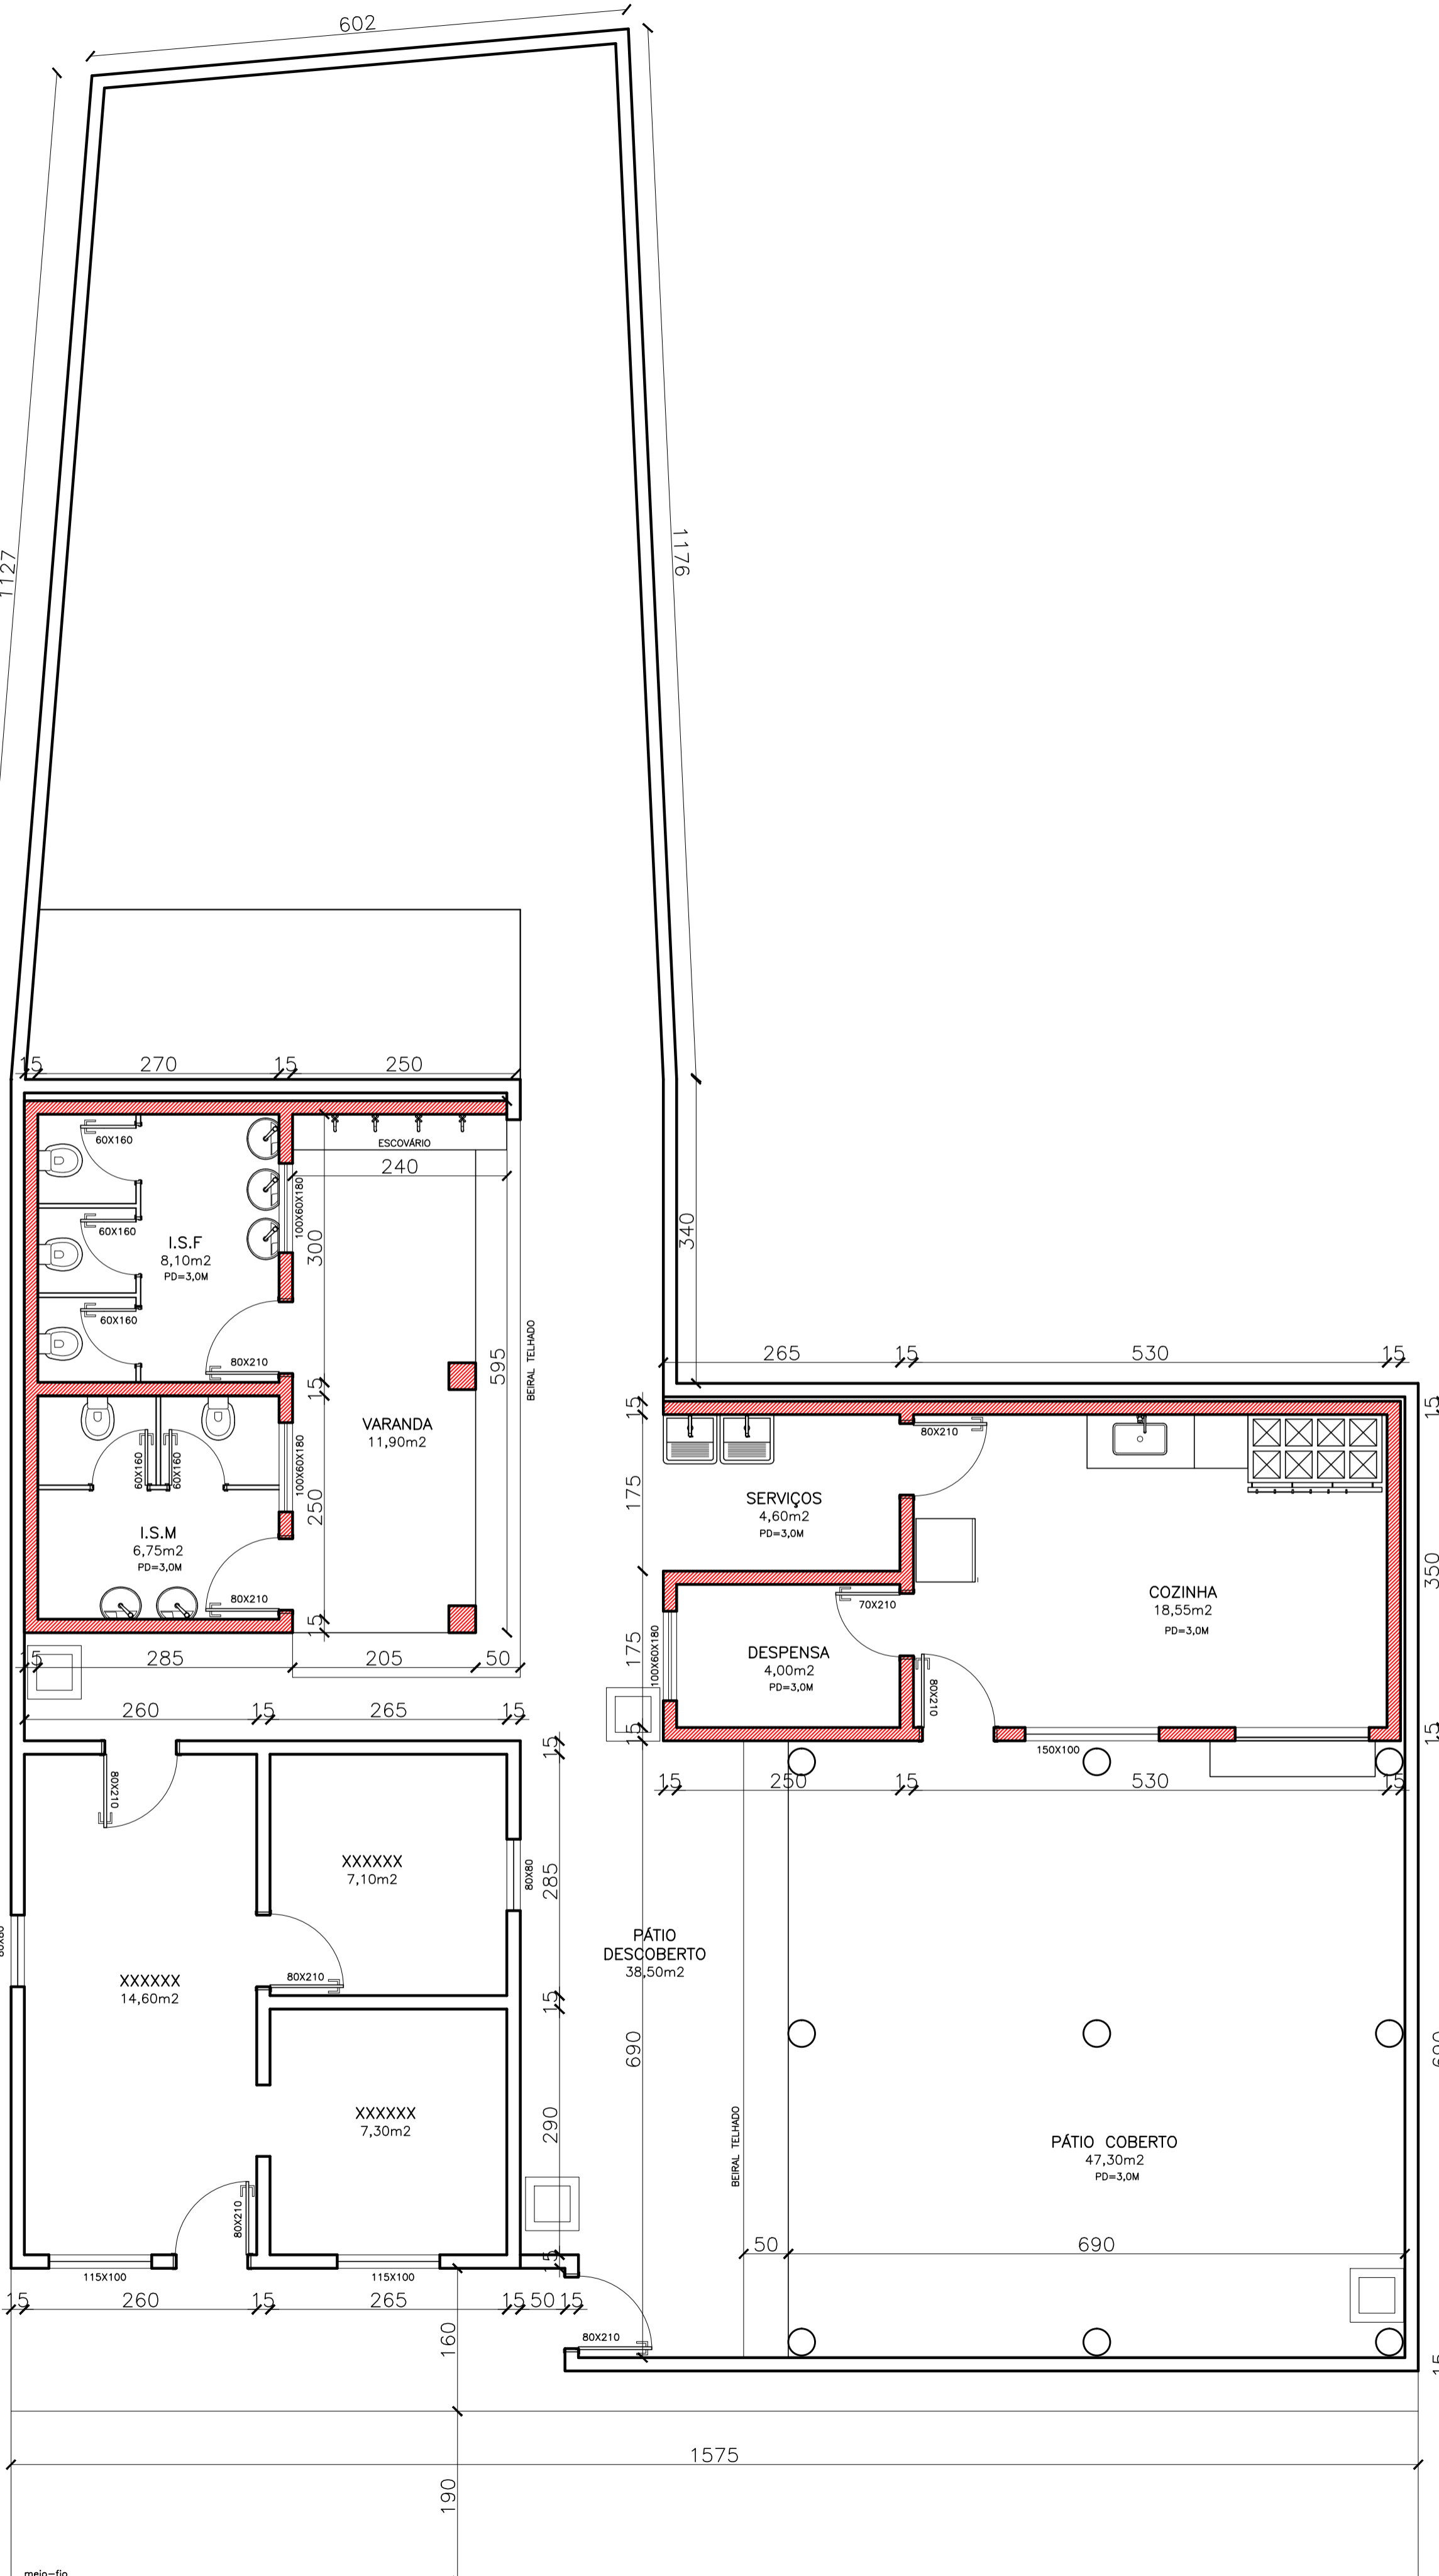 602
1127
1176
15 270 15 250
60X160
ESCOVÁRIO
240
60X160
100X60X180
300
I.S.F
8,10m2
PD=3,0M
60X160
80X210
340
BEIRAL TELHADO
595
265 15 530 15
15
VARANDA
11,90m2
15
15
80X210
60X160
60X160
100X60X180
250
175
SERVIÇOS
4,60m2
PD=3,0M
I.S.M
6,75m2
PD=3,0M
350
COZINHA
18,55m2
PD=3,0M
80X210
70X210
15
100X60X180
175
DESPENSA
4,00m2
PD=3,0M
15 285 205 50
80X210
260 15 265 15
15
15
15
150X100
80X210
15 250 15 530 15
XXXXXX
7,10m2
80X80
285
PÁTIO
DESCOBERTO
38,50m2
XXXXXX
14,60m2
80X210
15
690
690
XXXXXX
7,30m2
290
BEIRAL TELHADO
PÁTIO COBERTO
47,30m2
PD=3,0M
80X210
50 690
15
115X100
115X100
15 260 15 265 15 50 15
160
80X210
15
1575
190
meio-fio